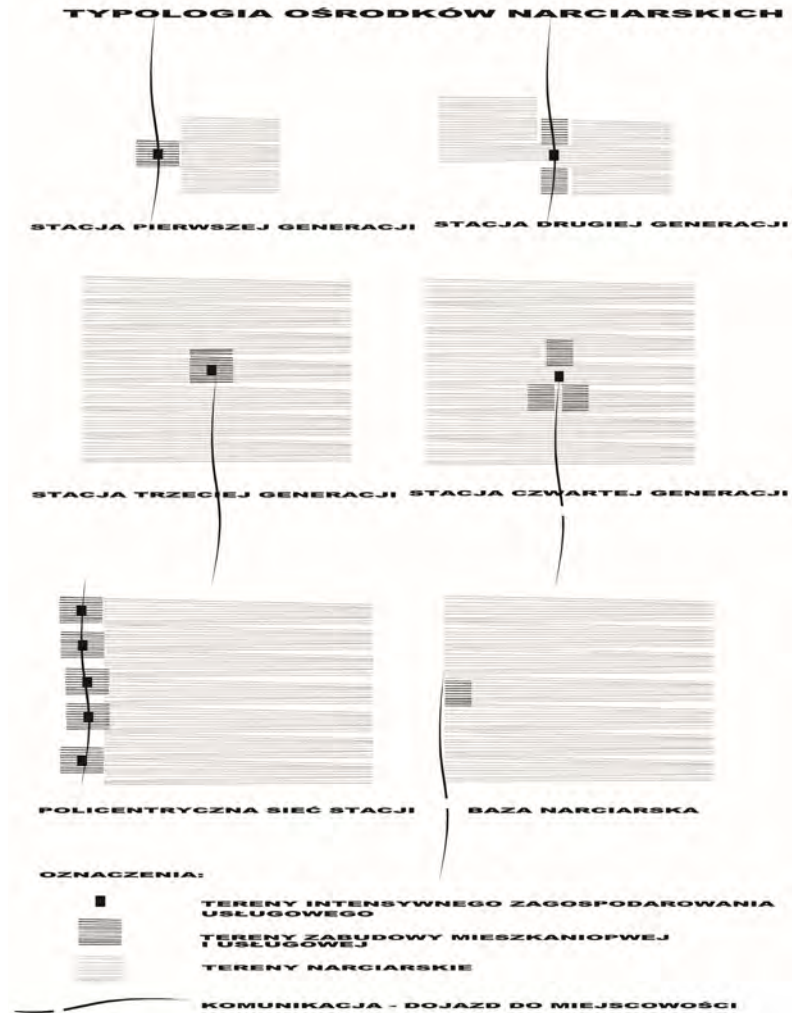 TYPOLOGIA OŚRODKÓW NARCIARSKICH
STACJA PIERWSZEJ GENERACJI
STACJA DRUGIEJ GENERACJI
STACJA TRZECIEJ GENERACJI
STACJA CZWARTEJ GENERACJI
POLICENTRYCZNA SIEĆ STACJI
BAZA NARCIARSKA
OZNACZENIA:
TERENY INTENSYWNEGO ZAGOSPODAROWANIA
USŁUGOWEGO
TERENY ZABUDOWY MIESZKANIOPWEJ
I USŁUGOWEJ
TERENY NARCIARSKIE
KOMUNIKACJA - DOJAZD DO MIEJSCOWOŚCI